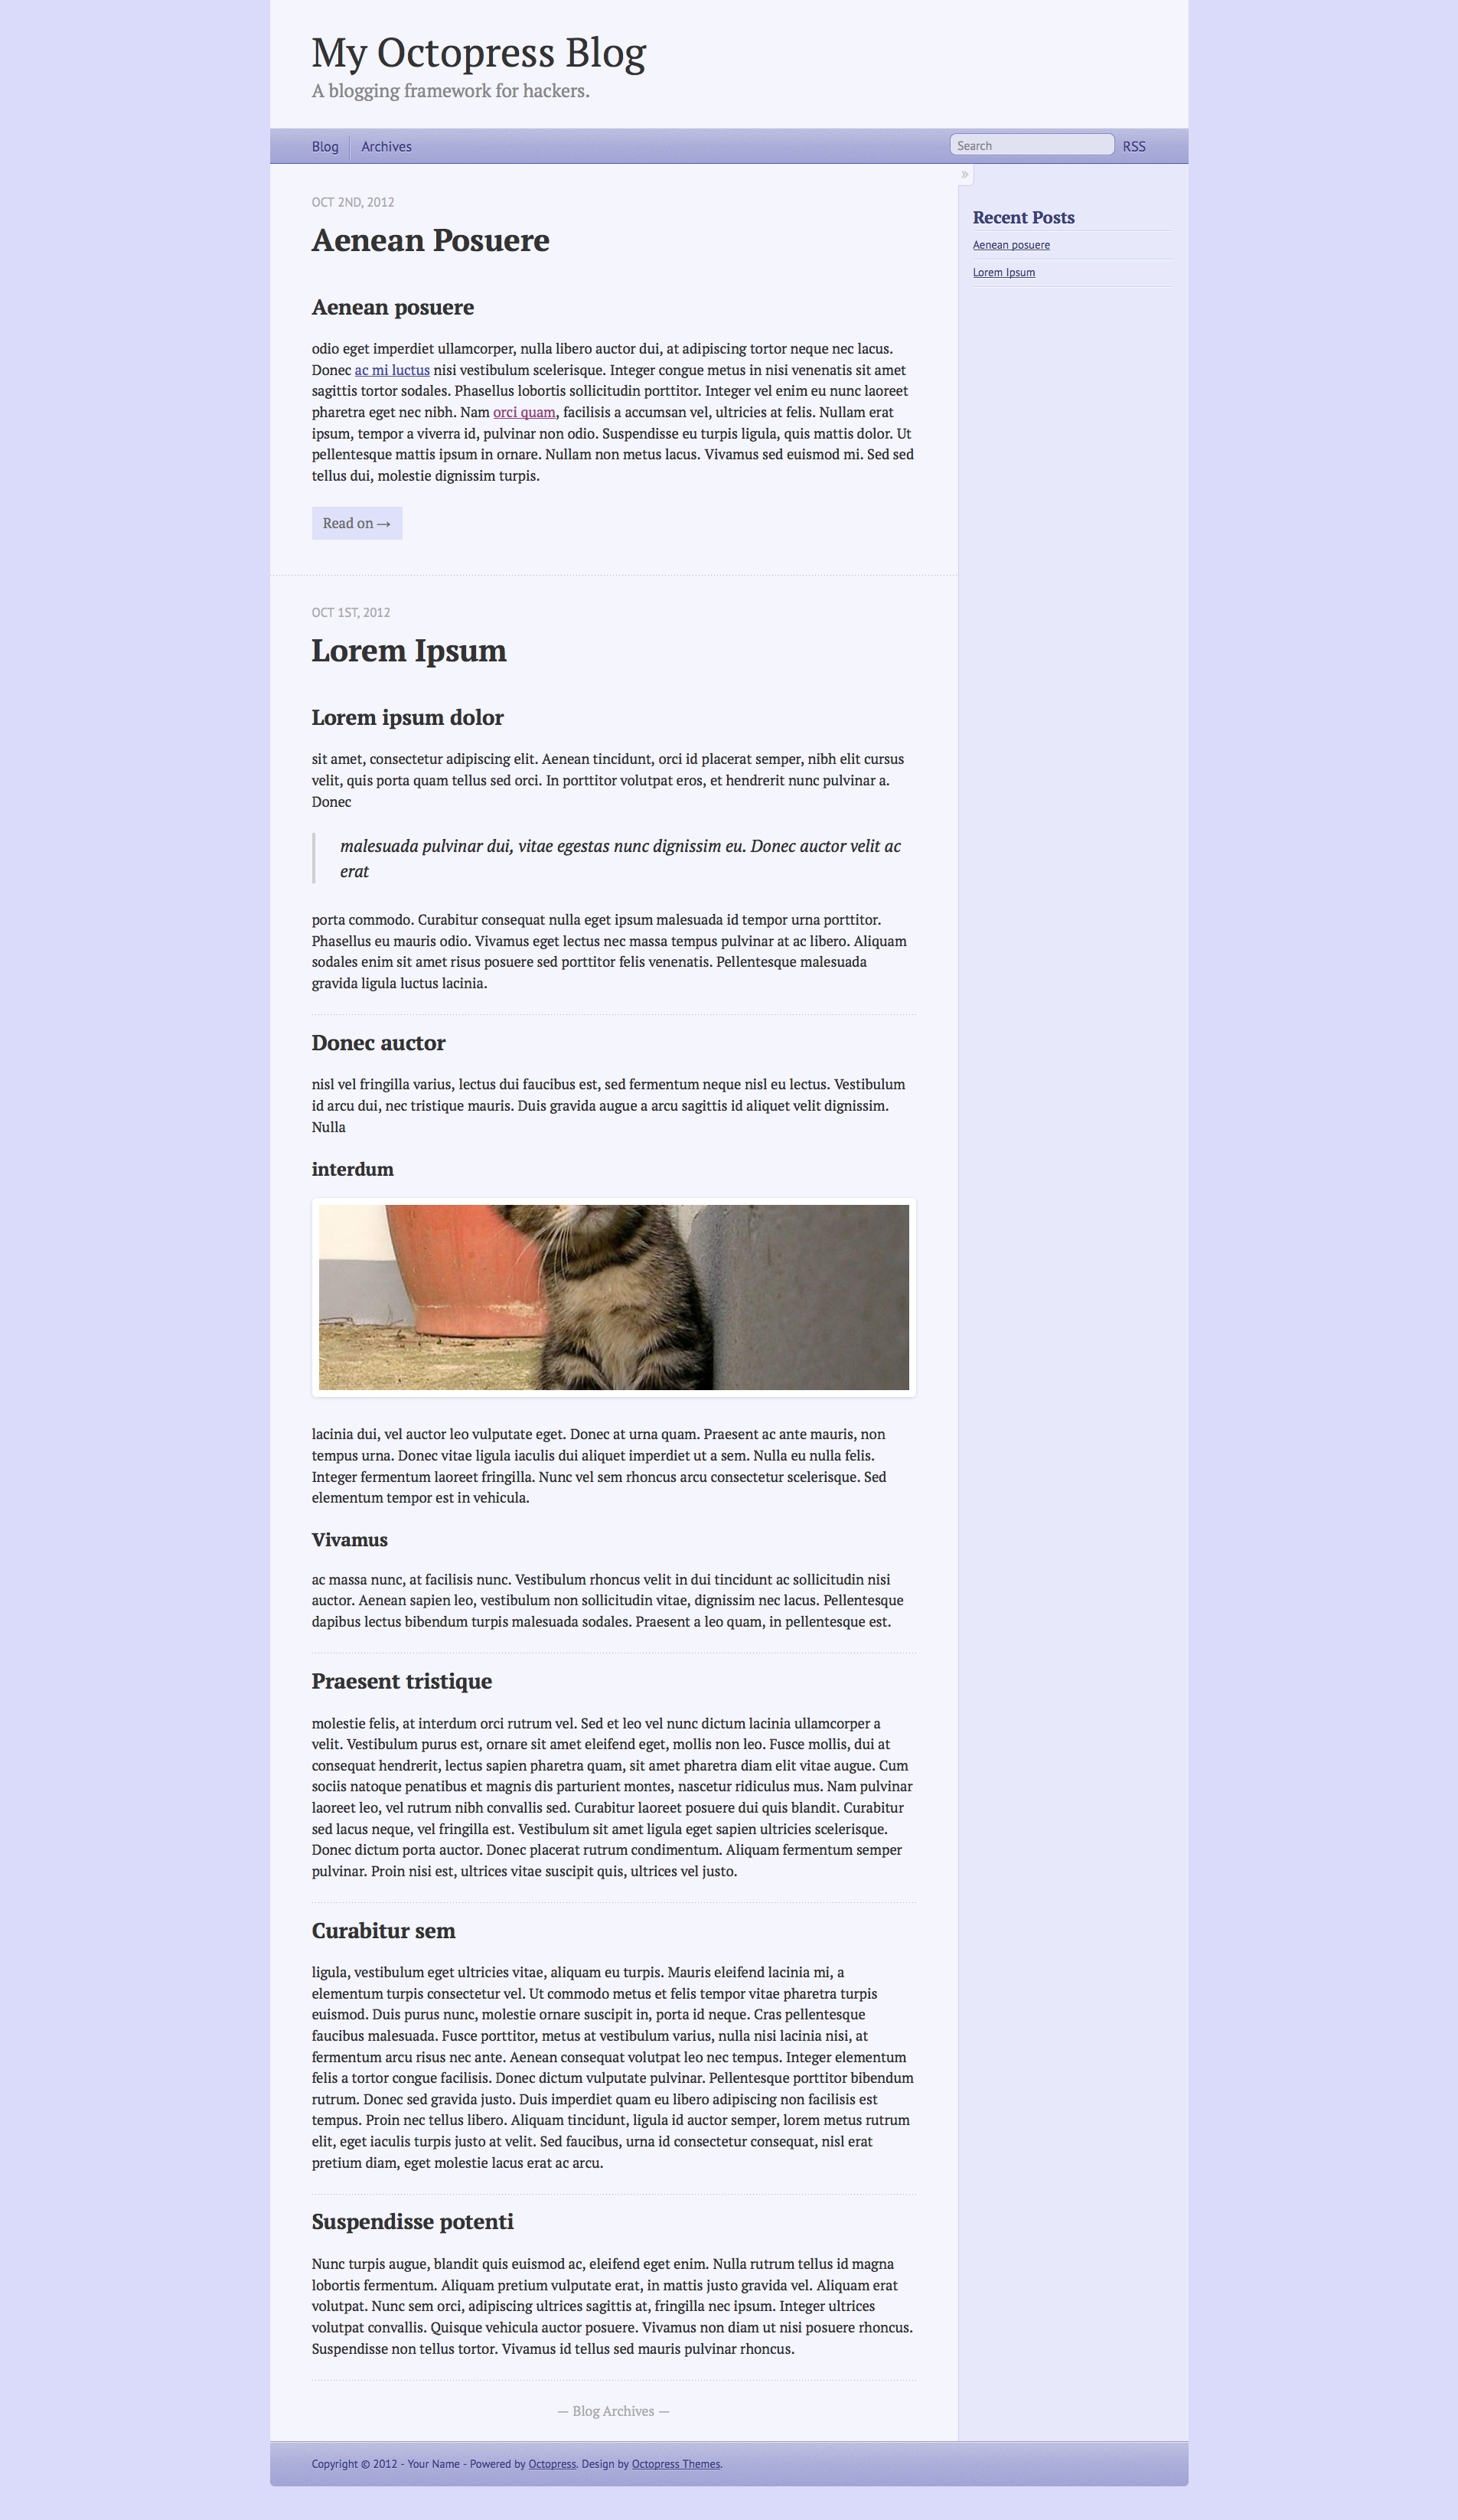 My Octopress Blog
A blogging framework for hackers.
Blog
Archives
Search
RSS
»
OCT 2ND, 2012
Aenean Posuere
Aenean posuere
odio eget imperdiet ullamcorper, nulla libero auctor dui, at adipiscing tortor neque nec lacus.
Donec ac mi luctus nisi vestibulum scelerisque. Integer congue metus in nisi venenatis sit amet
sagittis tortor sodales. Phasellus lobortis sollicitudin porttitor. Integer vel enim eu nunc laoreet
pharetra eget nec nibh. Nam orci quam, facilisis a accumsan vel, ultricies at felis. Nullam erat
ipsum, tempor a viverra id, pulvinar non odio. Suspendisse eu turpis ligula, quis mattis dolor. Ut
pellentesque mattis ipsum in ornare. Nullam non metus lacus. Vivamus sed euismod mi. Sed sed
tellus dui, molestie dignissim turpis.
Read on →
OCT 1ST, 2012
Lorem Ipsum
Lorem ipsum dolor
sit amet, consectetur adipiscing elit. Aenean tincidunt, orci id placerat semper, nibh elit cursus
velit, quis porta quam tellus sed orci. In porttitor volutpat eros, et hendrerit nunc pulvinar a.
Donec
malesuada pulvinar dui, vitae egestas nunc dignissim eu. Donec auctor velit ac
erat
porta commodo. Curabitur consequat nulla eget ipsum malesuada id tempor urna porttitor.
Phasellus eu mauris odio. Vivamus eget lectus nec massa tempus pulvinar at ac libero. Aliquam
sodales enim sit amet risus posuere sed porttitor felis venenatis. Pellentesque malesuada
gravida ligula luctus lacinia.
Donec auctor
nisl vel fringilla varius, lectus dui faucibus est, sed fermentum neque nisl eu lectus. Vestibulum
id arcu dui, nec tristique mauris. Duis gravida augue a arcu sagittis id aliquet velit dignissim.
Nulla
interdum
lacinia dui, vel auctor leo vulputate eget. Donec at urna quam. Praesent ac ante mauris, non
tempus urna. Donec vitae ligula iaculis dui aliquet imperdiet ut a sem. Nulla eu nulla felis.
Integer fermentum laoreet fringilla. Nunc vel sem rhoncus arcu consectetur scelerisque. Sed
elementum tempor est in vehicula.
Vivamus
ac massa nunc, at facilisis nunc. Vestibulum rhoncus velit in dui tincidunt ac sollicitudin nisi
auctor. Aenean sapien leo, vestibulum non sollicitudin vitae, dignissim nec lacus. Pellentesque
dapibus lectus bibendum turpis malesuada sodales. Praesent a leo quam, in pellentesque est.
Praesent tristique
molestie felis, at interdum orci rutrum vel. Sed et leo vel nunc dictum lacinia ullamcorper a
velit. Vestibulum purus est, ornare sit amet eleifend eget, mollis non leo. Fusce mollis, dui at
consequat hendrerit, lectus sapien pharetra quam, sit amet pharetra diam elit vitae augue. Cum
sociis natoque penatibus et magnis dis parturient montes, nascetur ridiculus mus. Nam pulvinar
laoreet leo, vel rutrum nibh convallis sed. Curabitur laoreet posuere dui quis blandit. Curabitur
sed lacus neque, vel fringilla est. Vestibulum sit amet ligula eget sapien ultricies scelerisque.
Donec dictum porta auctor. Donec placerat rutrum condimentum. Aliquam fermentum semper
pulvinar. Proin nisi est, ultrices vitae suscipit quis, ultrices vel justo.
Curabitur sem
ligula, vestibulum eget ultricies vitae, aliquam eu turpis. Mauris eleifend lacinia mi, a
elementum turpis consectetur vel. Ut commodo metus et felis tempor vitae pharetra turpis
euismod. Duis purus nunc, molestie ornare suscipit in, porta id neque. Cras pellentesque
faucibus malesuada. Fusce porttitor, metus at vestibulum varius, nulla nisi lacinia nisi, at
fermentum arcu risus nec ante. Aenean consequat volutpat leo nec tempus. Integer elementum
felis a tortor congue facilisis. Donec dictum vulputate pulvinar. Pellentesque porttitor bibendum
rutrum. Donec sed gravida justo. Duis imperdiet quam eu libero adipiscing non facilisis est
tempus. Proin nec tellus libero. Aliquam tincidunt, ligula id auctor semper, lorem metus rutrum
elit, eget iaculis turpis justo at velit. Sed faucibus, urna id consectetur consequat, nisl erat
pretium diam, eget molestie lacus erat ac arcu.
Suspendisse potenti
Nunc turpis augue, blandit quis euismod ac, eleifend eget enim. Nulla rutrum tellus id magna
lobortis fermentum. Aliquam pretium vulputate erat, in mattis justo gravida vel. Aliquam erat
volutpat. Nunc sem orci, adipiscing ultrices sagittis at, fringilla nec ipsum. Integer ultrices
volutpat convallis. Quisque vehicula auctor posuere. Vivamus non diam ut nisi posuere rhoncus.
Suspendisse non tellus tortor. Vivamus id tellus sed mauris pulvinar rhoncus.
— Blog Archives —
Recent Posts
Aenean posuere
Lorem Ipsum
Copyright © 2012 - Your Name - Powered by Octopress. Design by Octopress Themes.